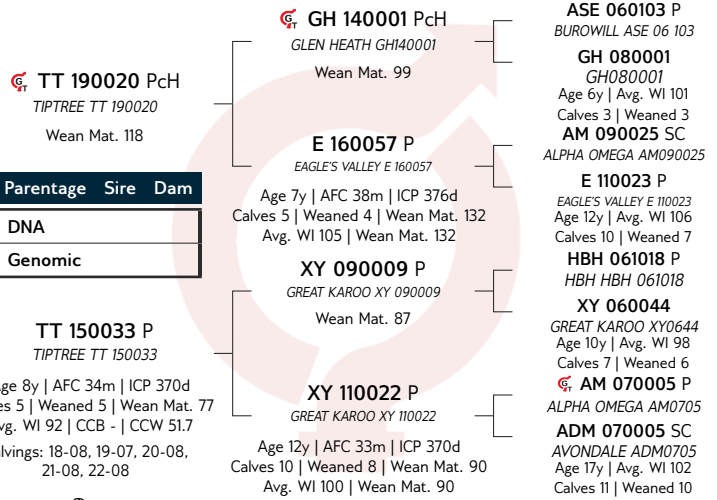 TT 190020 PcH
TIPTREE TT 190020
Wean Mat. 118
Parentage Sire Dam
DNA
Genomic
TT 150033 P
TIPTREE TT 150033
8y | AFC 34m | ICP 370d
5 | Weaned 5 | Wean Mat. 77
WI 92 | CCB - | CCW 51.7
18-08, 19-07, 20-08,
21-08, 22-08
GH 140001 PcH
GLEN HEATH GH140001
Wean Mat. 99
E 160057 P
EAGLE'S VALLEY E 160057
Age 7y | AFC 38m | ICP 376d
Calves 5 | Weaned 4 | Wean Mat. 132
Avg. WI 105 | Wean Mat. 132
XY 090009 P
GREAT KAROO XY 090009
Wean Mat. 87
XY 110022 P
GREAT KAROO XY 110022
Age 12y | AFC 33m | ICP 370d
Calves 10 | Weaned 8 | Wean Mat. 90
Avg. WI 100 | Wean Mat. 90
ASE 060103 P
BUROWILL ASE 06 103
GH 080001
GH080001
Age 6y | Avg. WI 101
Calves 3 | Weaned 3
AM 090025 SC
ALPHA OMEGA AM090025
E 110023 P
EAGLE'S VALLEY E 110023
Age 12y | Avg. WI 106
Calves 10 | Weaned 7
HBH 061018 P
HBH HBH 061018
XY 060044
GREAT KAROO XY0644
Age 10y | Avg. WI 98
Calves 7 | Weaned 6
AM 070005 P
ALPHA OMEGA AM0705
ADM 070005 SC
AVONDALE ADM0705
Age 17y | Avg. WI 102
Calves 11 | Weaned 10